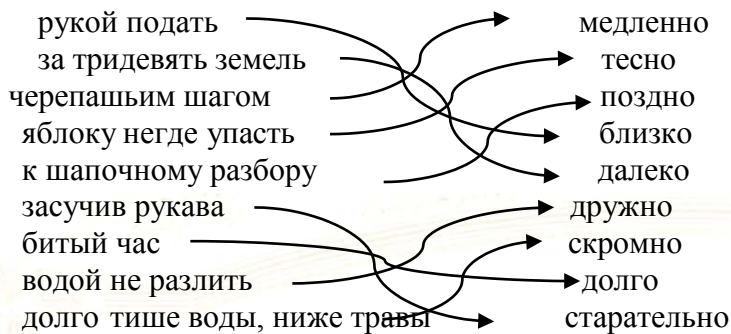 рукой подать медленно
за тридевять земель тесно
черепашьим шагом поздно
яблоку негде упасть близко
к шапочному разбору далеко
засучив рукава дружно
битый час скромно
водой не разлить долго
долго тише воды, ниже травы старательно